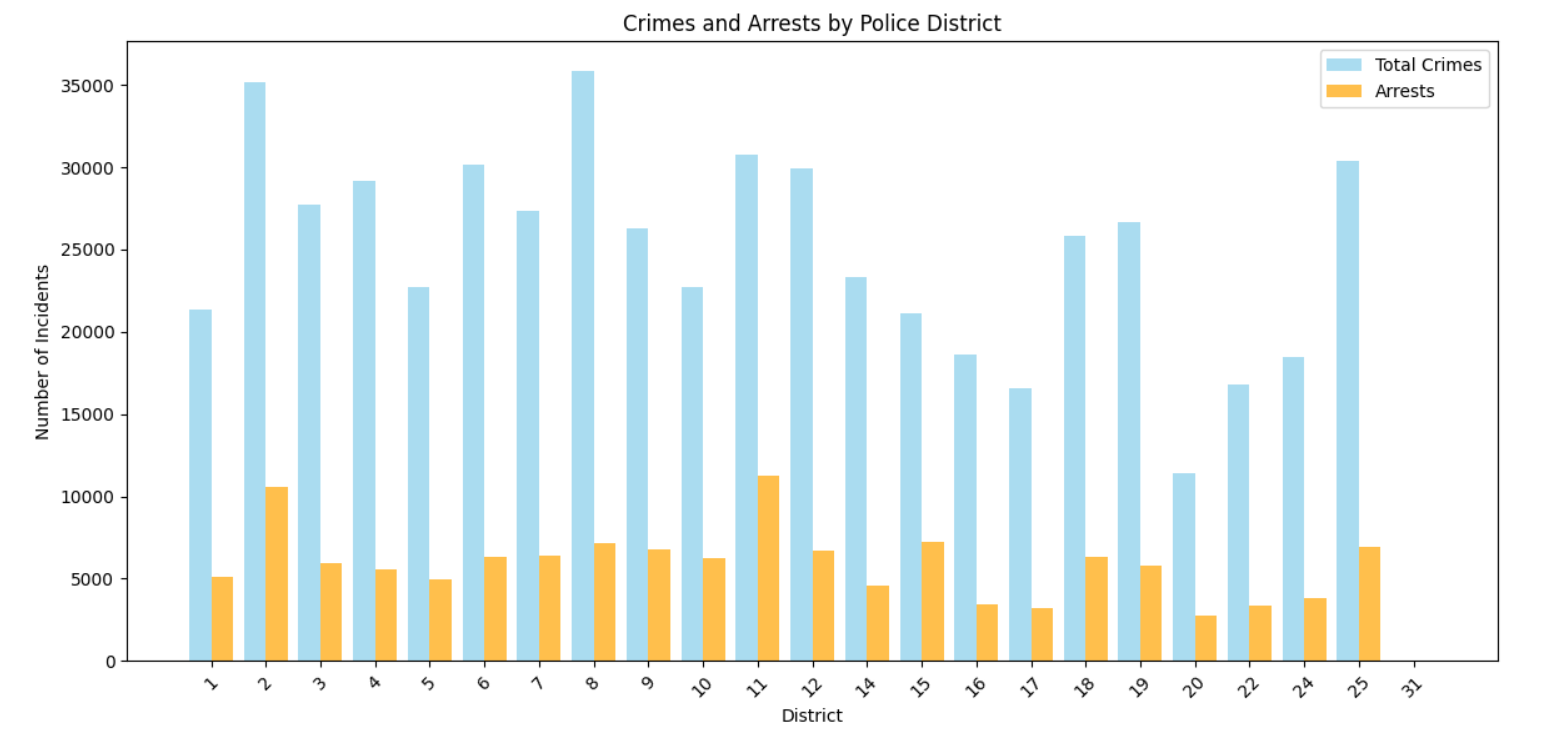 Crimes and Arrests by Police District
Total Crimes
Arrests
Number of Incidents
35000
30000
25000
20000
15000
10000
5000
0
1 2 3 4 5 6 7 8 9 10 11 12 14 15 16 17 18 19 20 22 24 25 31
District